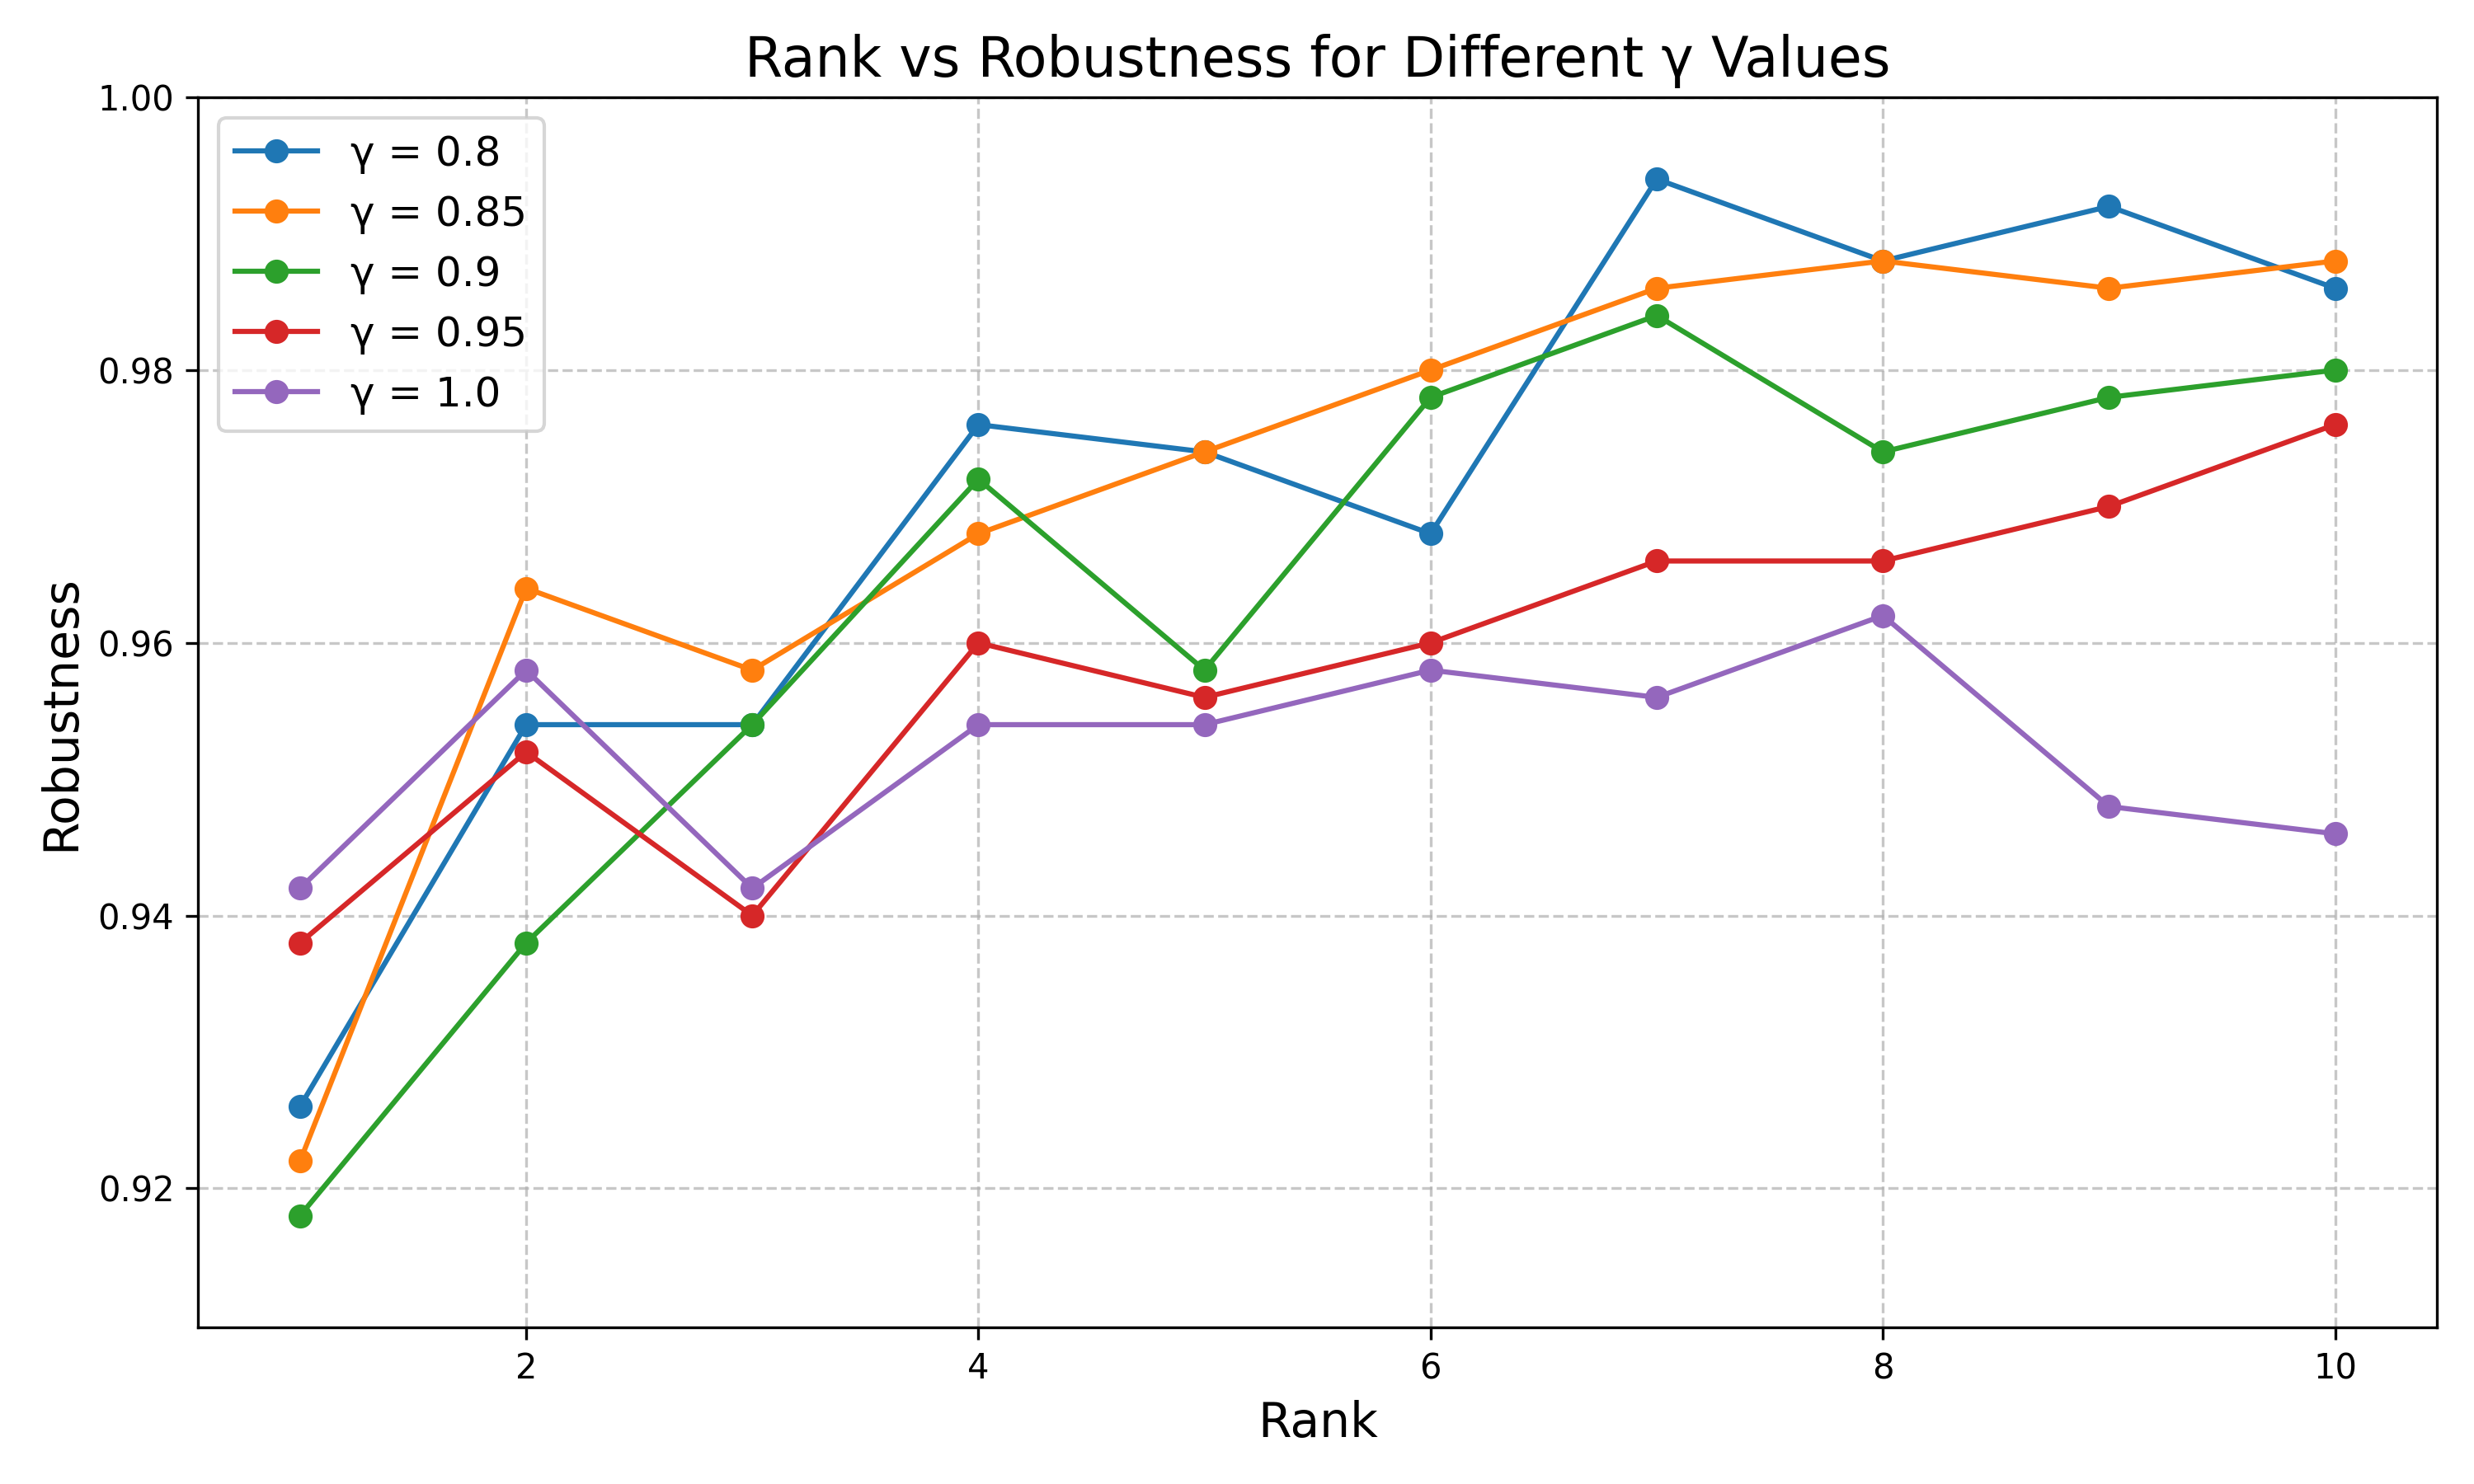 Rank vs Robustness for Different γ Values
1.00
0.98
0.96
0.94
0.92
Robustness
γ = 0.8
γ = 0.85
γ = 0.9
γ = 0.95
γ = 1.0
2 4 6 8 10
Rank